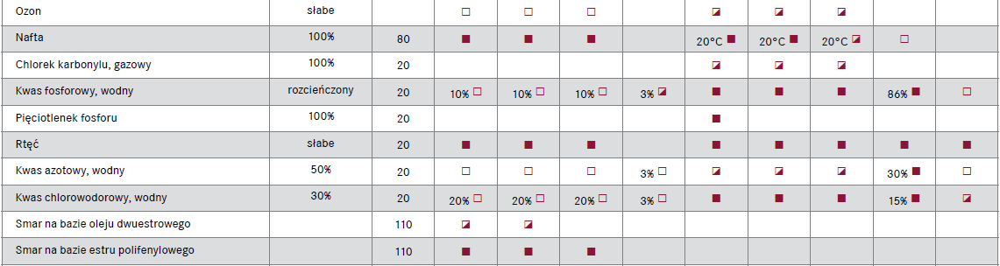 Ozon słabe □ □ □ ◪ ◪ ◪
Nafta 100% 80 ■ ■ ■ 20°C ■ 20°C ■ 20°C ◪ □
Chlorek karbonylu, gazowy 100% 20 ◪ ◪ ◪
Kwas fosforowy, wodny rozcieńczony 20 10% □ 10% □ 10% □ 3% ◪ ■ ■ ■ 86% ■ □
Pięciotlenek fosforu 100% 20 ■
Rtęć słabe 20 ■ ■ ■ ■ ■ ■ ■ ■
Kwas azotowy, wodny 50% 20 □ □ □ 3% □ ◪ ◪ ◪ 30% ■ □
Kwas chlorowodorowy, wodny 30% 20 20% □ 20% □ 20% □ 3% □ ■ ■ ■ 15% ■ ◪
Smar na bazie oleju dwuestrowego 110 ◪ ◪
Smar na bazie estru polifenylowego 110 ■ ■ ■